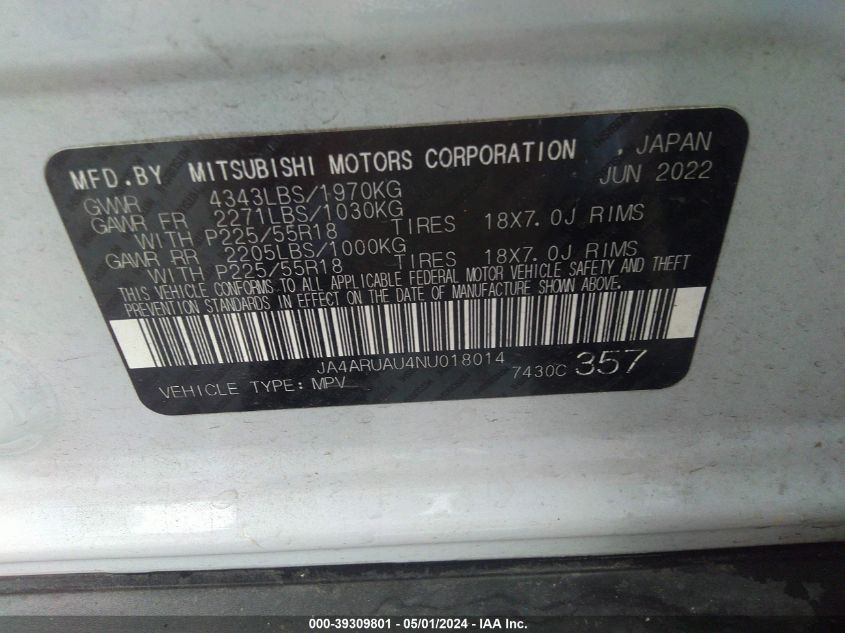 MFD.BY MITSUBISHI MOTORS CORPORATION , JAPAN
JUN 2022
GVWR 4343LBS/1970KG
GAWR FR 2271LBS/1030KG
WITH P225/55R18 TIRES 18X7.0J RIMS
GAWR RR 2205LBS/1000KG
WITH P225/55R18 TIRES 18X7.0J RIMS
THIS VEHICLE CONFORMS TO ALL APPLICABLE FEDERAL MOTOR VEHICLE SAFETY AND THEFT
PREVENTION STANDARDS IN EFFECT ON THE DATE OF MANUFACTURE SHOWN ABOVE.
JA4ARUAU4NU018014
VEHICLE TYPE: MPV 7430C 357
000-39309801 - 05/01/2024 - IAA Inc.